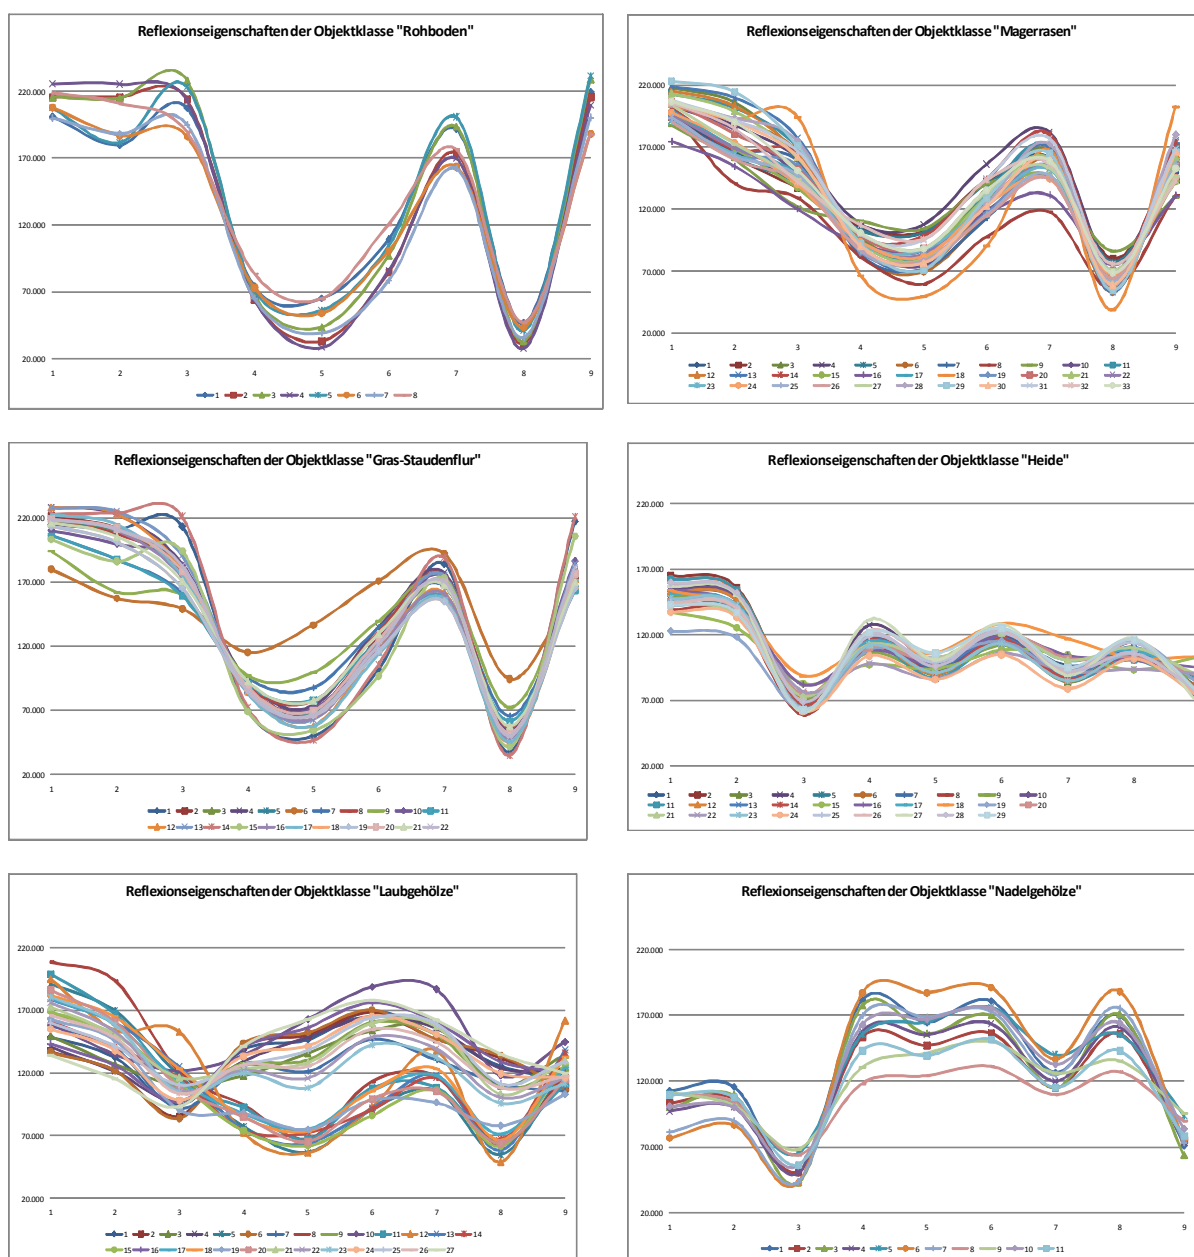 Reflexionseigenschaften der Objektklasse "Rohboden"
220.000
170.000
120.000
70.000
20.000
1 2 3 4 5 6 7 8 9
1 2 3 4 5 6 7 8
Reflexionseigenschaften der Objektklasse "Magerrasen"
220.000
170.000
120.000
70.000
20.000
1 2 3 4 5 6 7 8 9
1 2 3 4 5 6 7 8 9 10 11
12 13 14 15 16 17 18 19 20 21 22
23 24 25 26 27 28 29 30 31 32 33
Reflexionseigenschaften der Objektklasse "Gras-Staudenflur"
220.000
170.000
120.000
70.000
20.000
1 2 3 4 5 6 7 8 9
1 2 3 4 5 6 7 8 9 10 11
12 13 14 15 16 17 18 19 20 21 22
Reflexionseigenschaften der Objektklasse "Heide"
220.000
170.000
120.000
70.000
20.000
1 2 3 4 5 6 7 8
1 2 3 4 5 6 7 8 9 10
11 12 13 14 15 16 17 18 19 20
21 22 23 24 25 26 27 28 29
Reflexionseigenschaften der Objektklasse "Laubgehölze"
220.000
170.000
120.000
70.000
20.000
1 2 3 4 5 6 7 8 9
1 2 3 4 5 6 7 8 9 10 11 12 13 14
15 16 17 18 19 20 21 22 23 24 25 26 27
Reflexionseigenschaften der Objektklasse "Nadelgehölze"
220.000
170.000
120.000
70.000
20.000
1 2 3 4 5 6 7 8 9
1 2 3 4 5 6 7 8 9 10 11